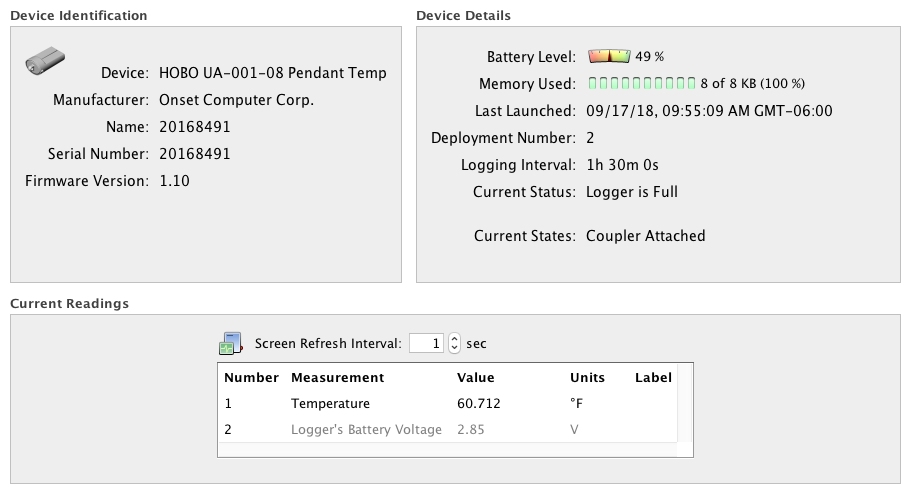 Device Identification
Device: HOBO UA-001-08 Pendant Temp
Manufacturer: Onset Computer Corp.
Name: 20168491
Serial Number: 20168491
Firmware Version: 1.10
Device Details
Battery Level: 49 %
Memory Used: 8 of 8 KB (100 %)
Last Launched: 09/17/18, 09:55:09 AM GMT-06:00
Deployment Number: 2
Logging Interval: 1h 30m 0s
Current Status: Logger is Full
Current States: Coupler Attached
Current Readings
Screen Refresh Interval: 1 sec
Number Measurement Value Units Label
1 Temperature 60.712 °F
2 Logger's Battery Voltage 2.85 V